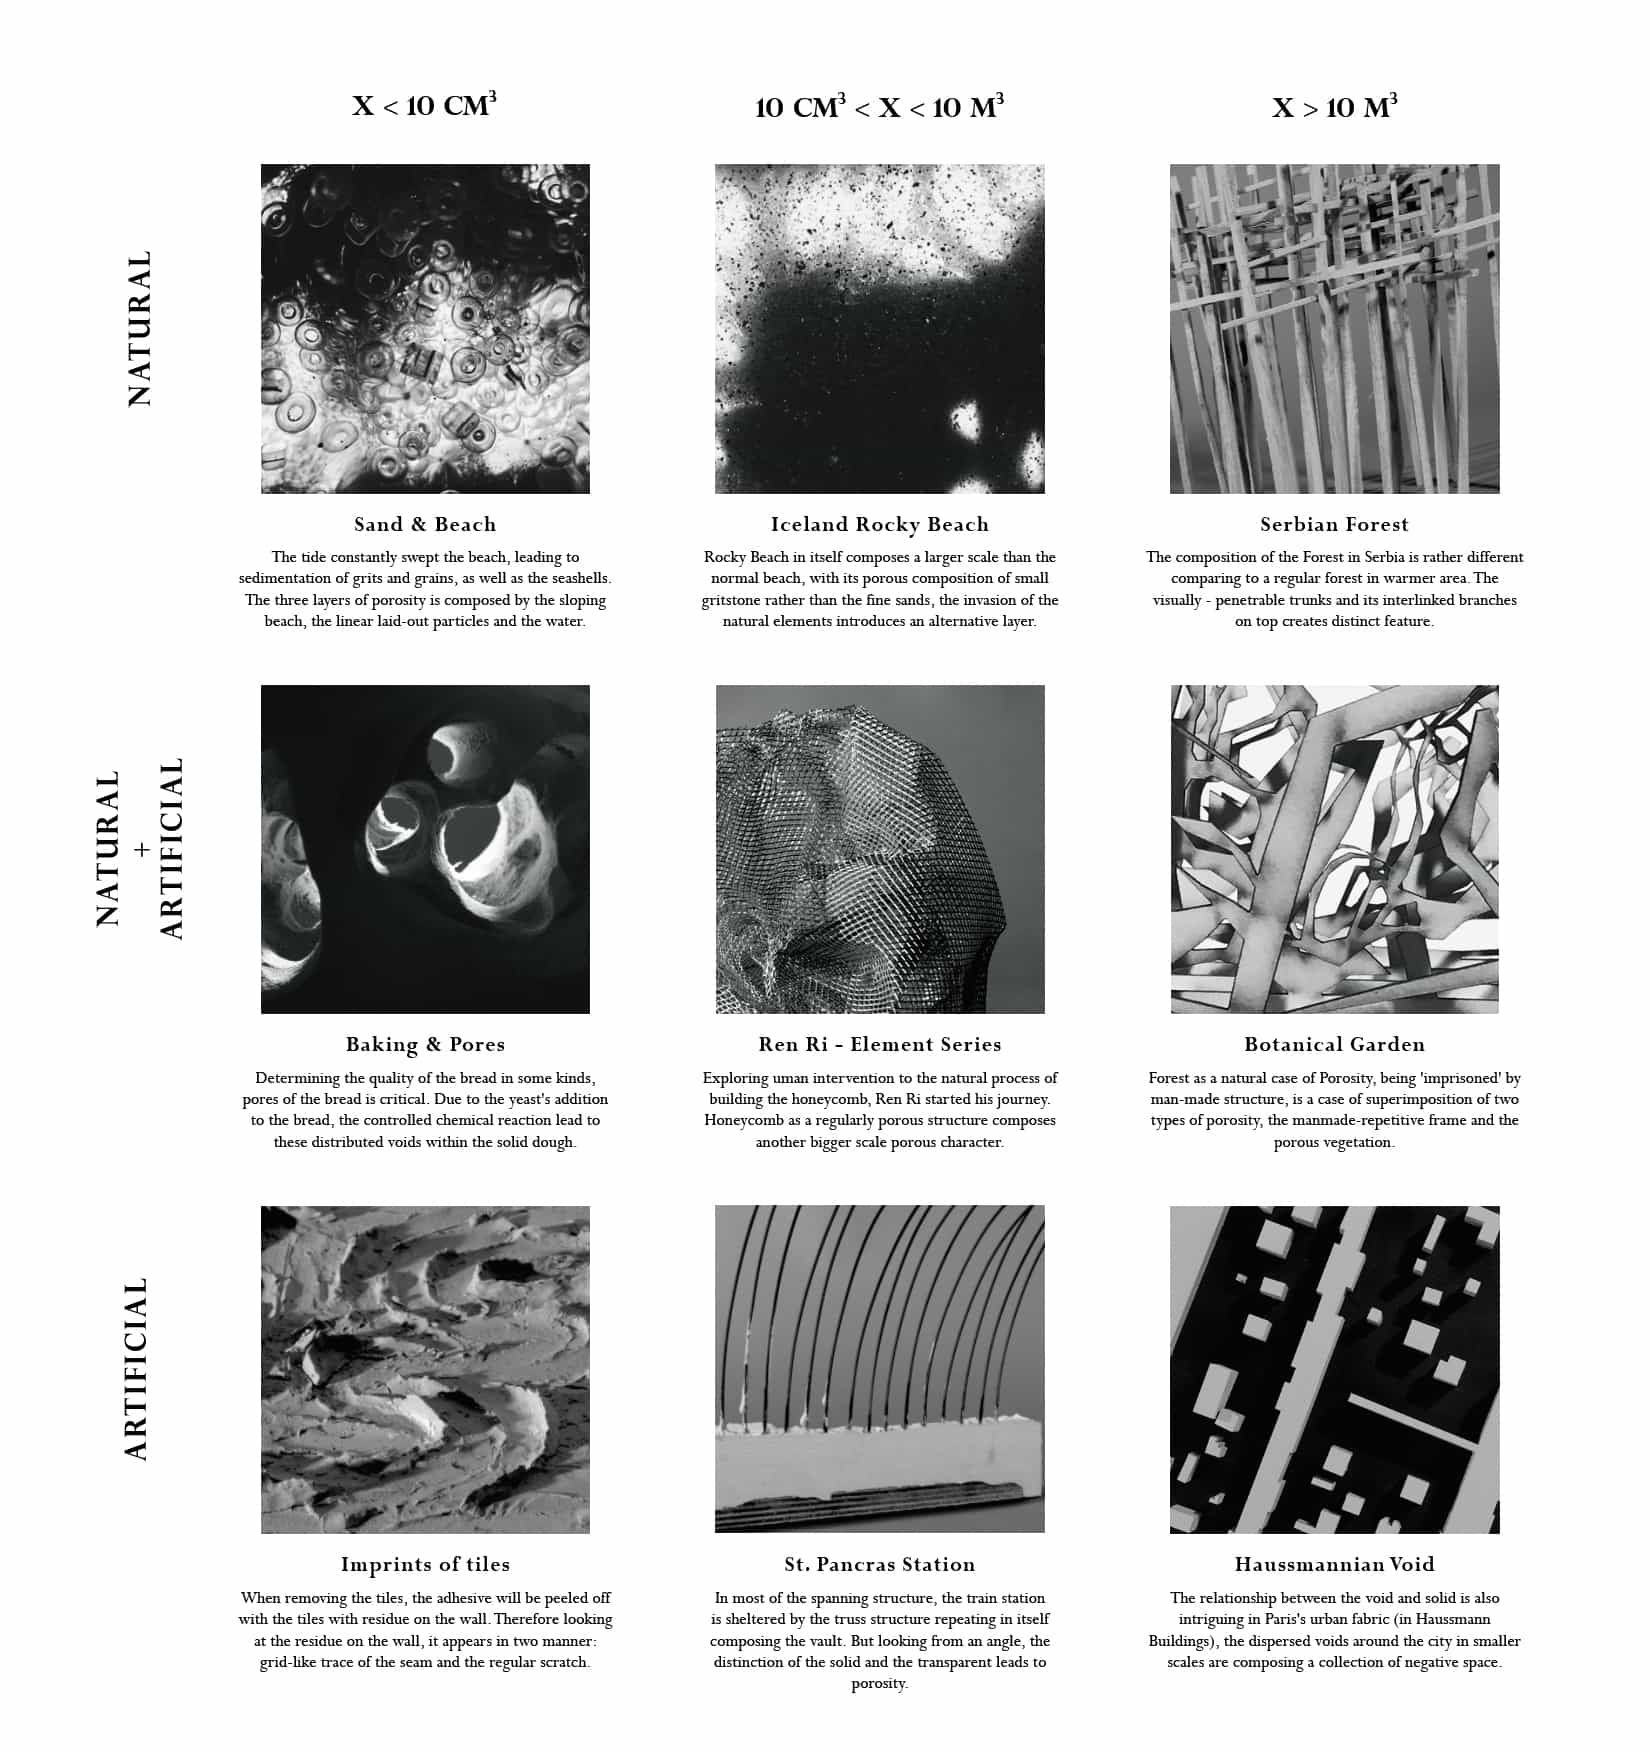 X < 10 CM³
10 CM³ < X < 10 M³
X > 10 M³
NATURAL
Sand & Beach
The tide constantly swept the beach, leading to
sedimentation of grits and grains, as well as the seashells.
The three layers of porosity is composed by the sloping
beach, the linear laid-out particles and the water.
Iceland Rocky Beach
Rocky Beach in itself composes a larger scale than the
normal beach, with its porous composition of small
gritstone rather than the fine sands, the invasion of the
natural elements introduces an alternative layer.
Serbian Forest
The composition of the Forest in Serbia is rather different
comparing to a regular forest in warmer area. The
visually - penetrable trunks and its interlinked branches
on top creates distinct feature.
NATURAL
+
ARTIFICIAL
Baking & Pores
Determining the quality of the bread in some kinds,
pores of the bread is critical. Due to the yeast's addition
to the bread, the controlled chemical reaction lead to
these distributed voids within the solid dough.
Ren Ri - Element Series
Exploring uman intervention to the natural process of
building the honeycomb, Ren Ri started his journey.
Honeycomb as a regularly porous structure composes
another bigger scale porous character.
Botanical Garden
Forest as a natural case of Porosity, being 'imprisoned' by
man-made structure, is a case of superimposition of two
types of porosity, the manmade-repetitive frame and the
porous vegetation.
ARTIFICIAL
Imprints of tiles
When removing the tiles, the adhesive will be peeled off
with the tiles with residue on the wall. Therefore looking
at the residue on the wall, it appears in two manner:
grid-like trace of the seam and the regular scratch.
St. Pancras Station
In most of the spanning structure, the train station
is sheltered by the truss structure repeating in itself
composing the vault. But looking from an angle, the
distinction of the solid and the transparent leads to
porosity.
Haussmannian Void
The relationship between the void and solid is also
intriguing in Paris's urban fabric (in Haussmann
Buildings), the dispersed voids around the city in smaller
scales are composing a collection of negative space.